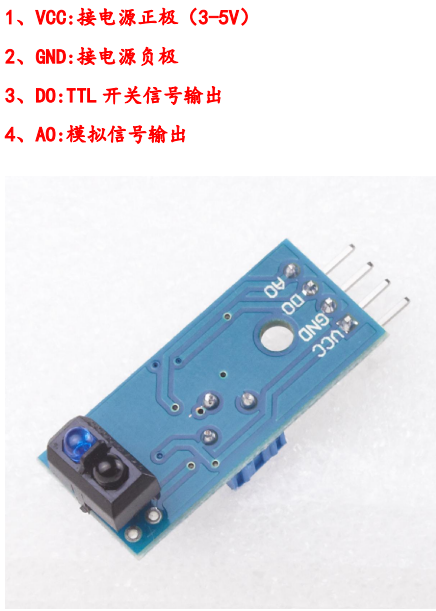 1、VCC:接电源正极（3-5V）
2、GND:接电源负极
3、DO:TTL 开关信号输出
4、AO:模拟信号输出
AO
DO
GND
VCC